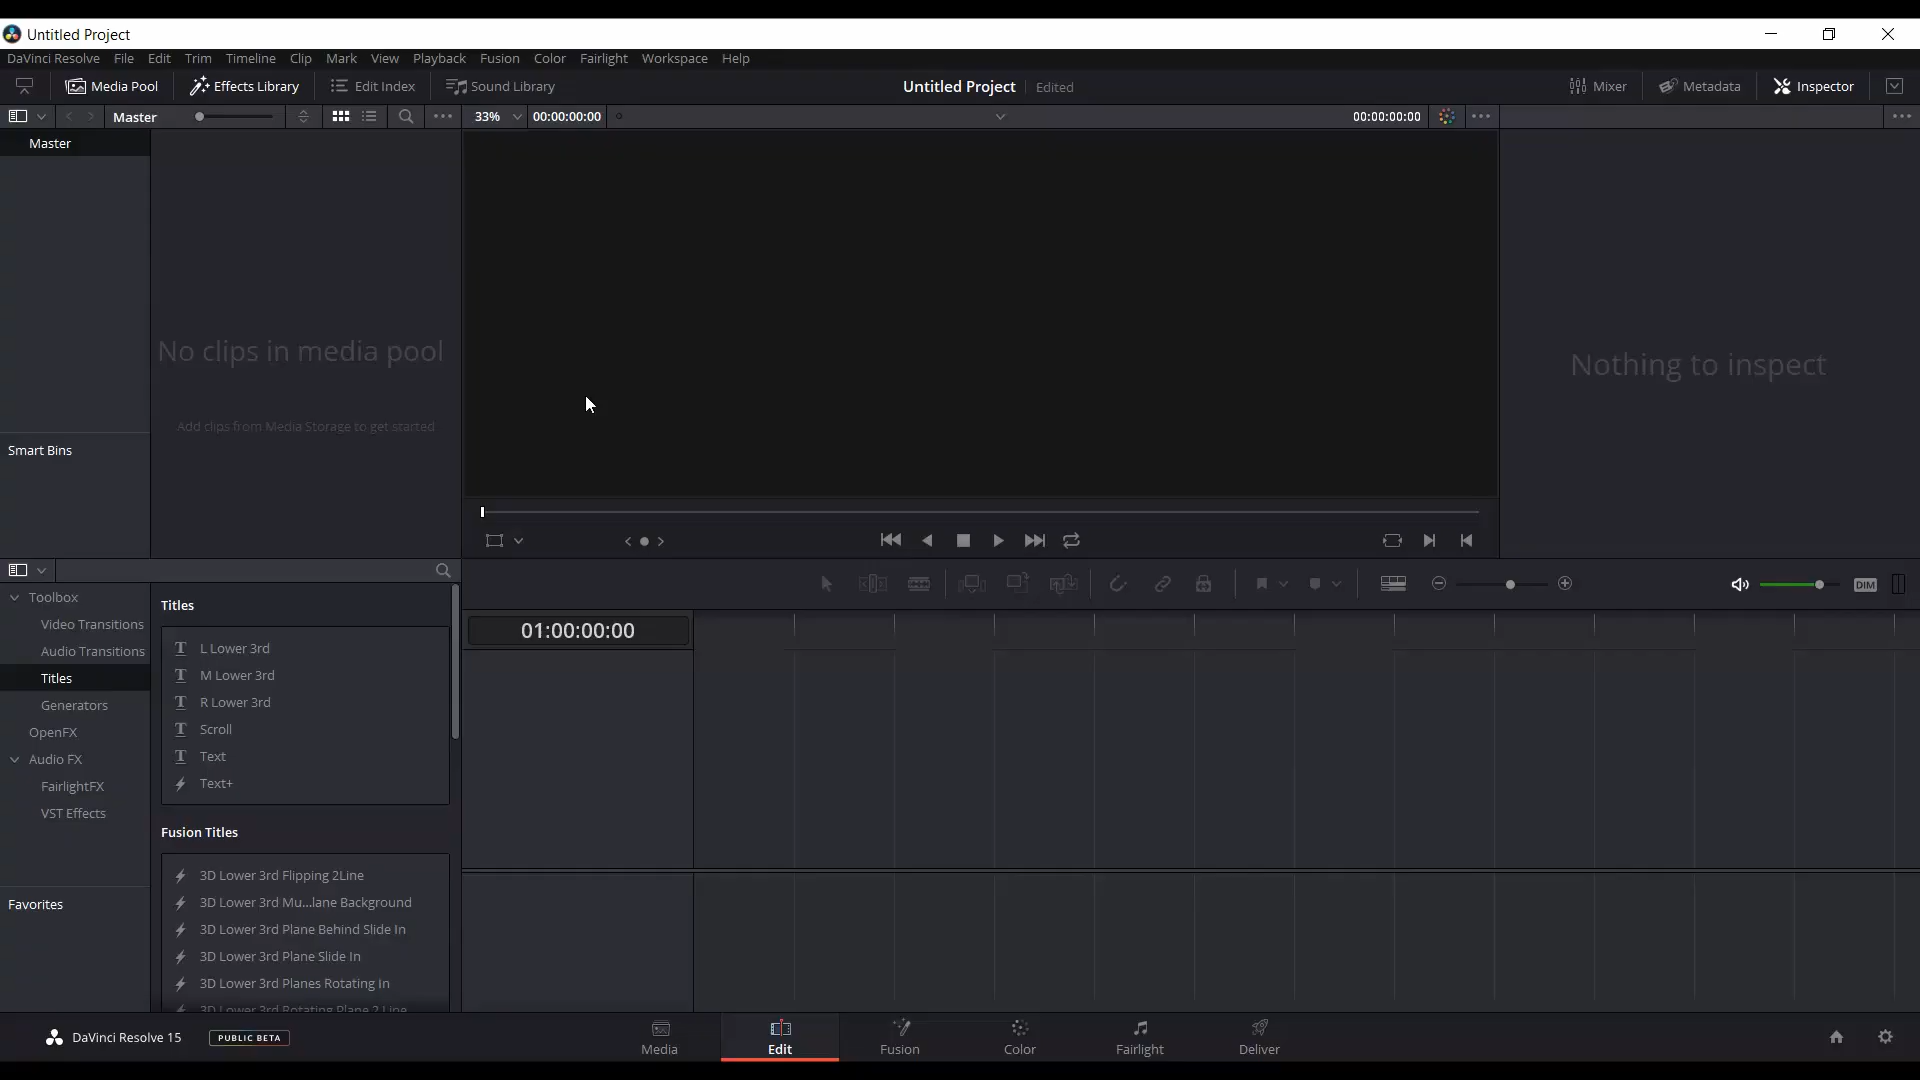 Untitled Project
DaVinci Resolve File Edit Trim Timeline Clip Mark View Playback Fusion Color Fairlight Workspace Help
Media Pool Effects Library Edit Index Sound Library Untitled Project Edited Mixer Metadata Inspector
Master 33% 00:00:00:00 00:00:00:00
Master
No clips in media pool
Add clips from Media Storage to get started
Nothing to inspect
Smart Bins
DIM
01:00:00:00
Toolbox
Video Transitions
Audio Transitions
Titles
Generators
OpenFX
Audio FX
FairlightFX
VST Effects
Favorites
Titles
L Lower 3rd
M Lower 3rd
R Lower 3rd
Scroll
Text
Text+
Fusion Titles
3D Lower 3rd Flipping 2Line
3D Lower 3rd Mu...lane Background
3D Lower 3rd Plane Behind Slide In
3D Lower 3rd Plane Slide In
3D Lower 3rd Planes Rotating In
3D Lower 3rd Rotating Plane 2 Line
DaVinci Resolve 15 PUBLIC BETA Media Edit Fusion Color Fairlight Deliver